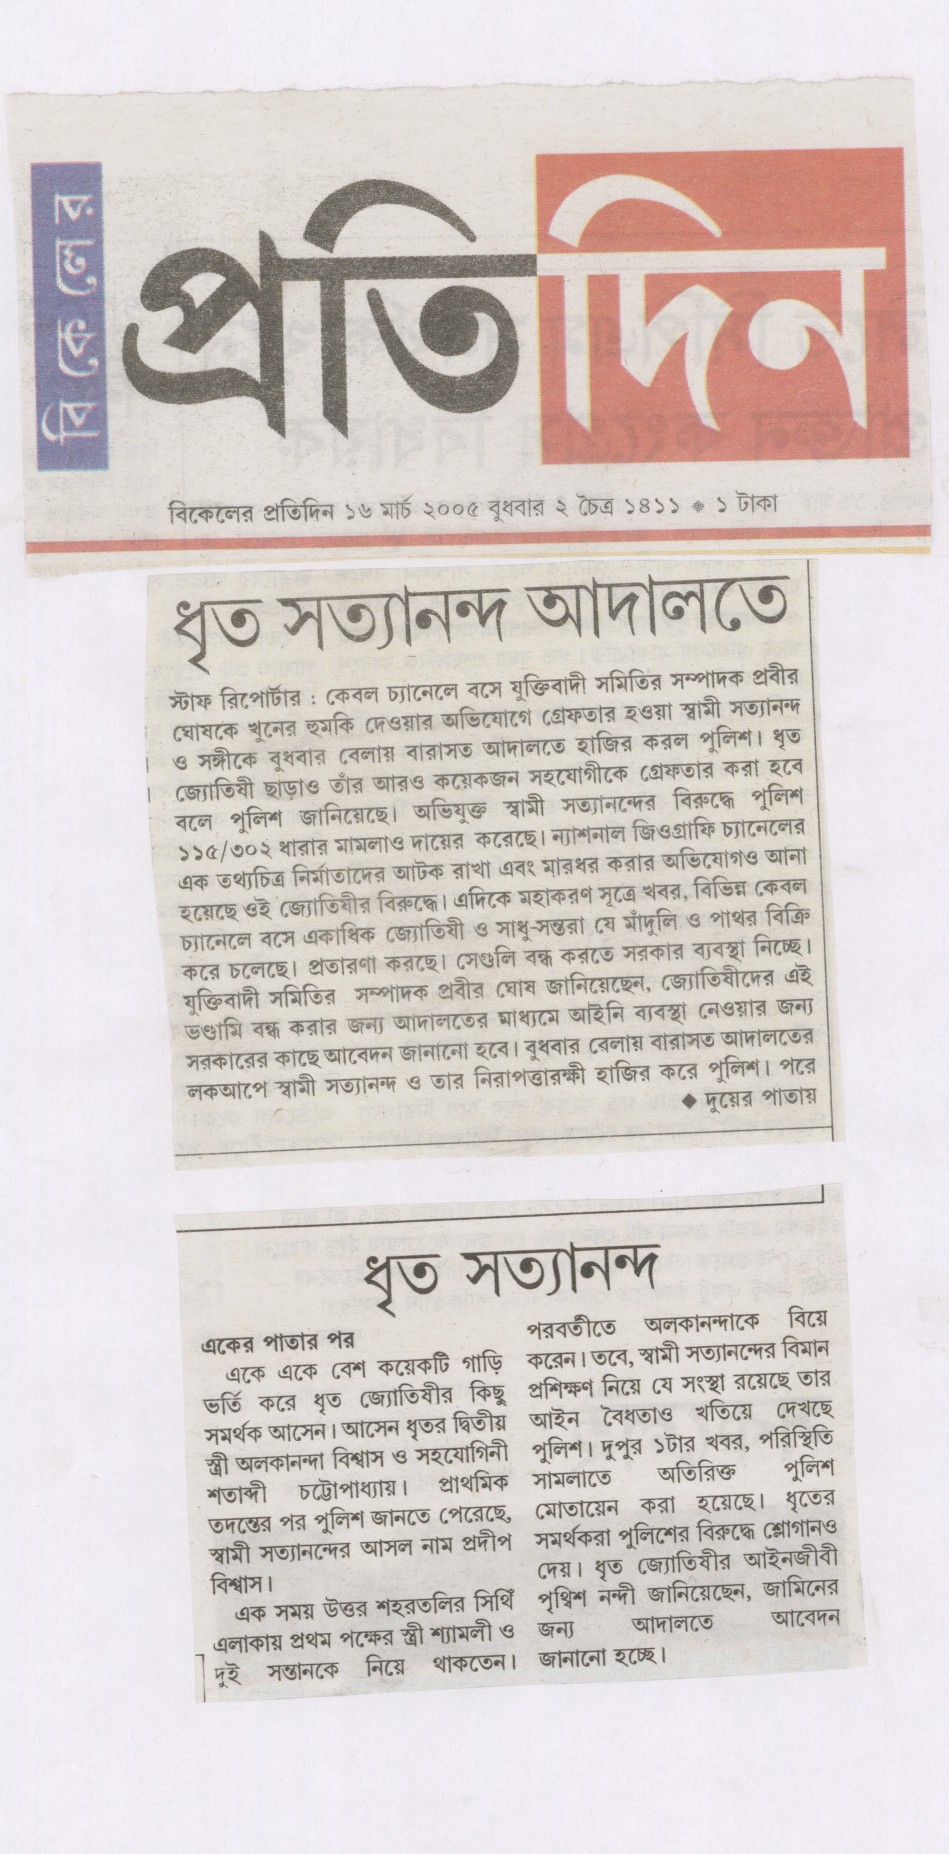 বিকেলের
প্রতিদিন
বিকেলের প্রতিদিন ১৬ মার্চ ২০০৫ বুধবার ২ চৈত্র ১৪১১ ● ১ টাকা
ধৃত সত্যানন্দ আদালতে
স্টাফ রিপোর্টার : কেবল চ্যানেলে বসে যুক্তিবাদী সমিতির সম্পাদক প্রবীর
ঘোষকে খুনের হুমকি দেওয়ার অভিযোগে গ্রেফতার হওয়া স্বামী সত্যানন্দ
ও সঙ্গীকে বুধবার বেলায় বারাসত আদালতে হাজির করল পুলিশ। ধৃত
জ্যোতিষী ছাড়াও তাঁর আরও কয়েকজন সহযোগীকে গ্রেফতার করা হবে
বলে পুলিশ জানিয়েছে। অভিযুক্ত স্বামী সত্যানন্দের বিরুদ্ধে পুলিশ
১১৫/৩০২ ধারার মামলাও দায়ের করেছে। ন্যাশনাল জিওগ্রাফি চ্যানেলের
এক তথ্যচিত্র নির্মাতাদের আটক রাখা এবং মারধর করার অভিযোগও আনা
হয়েছে ওই জ্যোতিষীর বিরুদ্ধে। এদিকে মহাকরণ সূত্রে খবর, বিভিন্ন কেবল
চ্যানেলে বসে একাধিক জ্যোতিষী ও সাধু-সন্তরা যে মাঁদুলি ও পাথর বিক্রি
করে চলেছে। প্রতারণা করছে। সেগুলি বন্ধ করতে সরকার ব্যবস্থা নিচ্ছে।
যুক্তিবাদী সমিতির সম্পাদক প্রবীর ঘোষ জানিয়েছেন, জ্যোতিষীদের এই
ভণ্ডামি বন্ধ করার জন্য আদালতের মাধ্যমে আইনি ব্যবস্থা নেওয়ার জন্য
সরকারের কাছে আবেদন জানানো হবে। বুধবার বেলায় বারাসত আদালতের
লকআপে স্বামী সত্যানন্দ ও তার নিরাপত্তারক্ষী হাজির করে পুলিশ। পরে
◆ দুয়ের পাতায়
ধৃত সত্যানন্দ
একের পাতার পর
একে একে বেশ কয়েকটি গাড়ি
ভর্তি করে ধৃত জ্যোতিষীর কিছু
সমর্থক আসেন। আসেন ধৃতর দ্বিতীয়
স্ত্রী অলকানন্দা বিশ্বাস ও সহযোগিনী
শতাব্দী চট্টোপাধ্যায়। প্রাথমিক
তদন্তের পর পুলিশ জানতে পেরেছে,
স্বামী সত্যানন্দের আসল নাম প্রদীপ
বিশ্বাস।
এক সময় উত্তর শহরতলির সিঁথি
এলাকায় প্রথম পক্ষের স্ত্রী শ্যামলী ও
দুই সন্তানকে নিয়ে থাকতেন।
পরবর্তীতে অলকানন্দাকে বিয়ে
করেন। তবে, স্বামী সত্যানন্দের বিমান
প্রশিক্ষণ নিয়ে যে সংস্থা রয়েছে তার
আইন বৈধতাও খতিয়ে দেখছে
পুলিশ। দুপুর ১টার খবর, পরিস্থিতি
সামলাতে অতিরিক্ত পুলিশ
মোতায়েন করা হয়েছে। ধৃতের
সমর্থকরা পুলিশের বিরুদ্ধে শ্লোগানও
দেয়। ধৃত জ্যোতিষীর আইনজীবী
পৃথ্বিশ নন্দী জানিয়েছেন, জামিনের
জন্য আদালতে আবেদন
জানানো হচ্ছে।